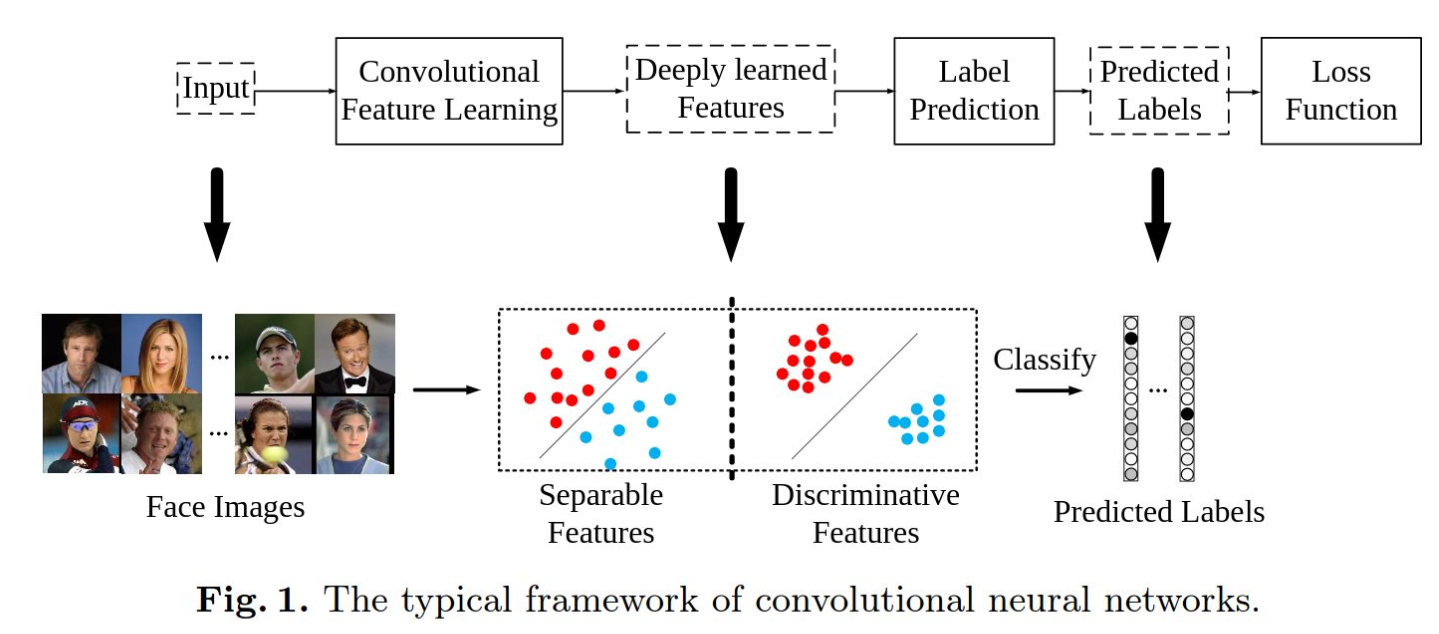 Input
Convolutional
Feature Learning
Deeply learned
Features
Label
Prediction
Predicted
Labels
Loss
Function
...
...
Classify
...
Face Images
Separable
Features
Discriminative
Features
Predicted Labels
Fig. 1. The typical framework of convolutional neural networks.